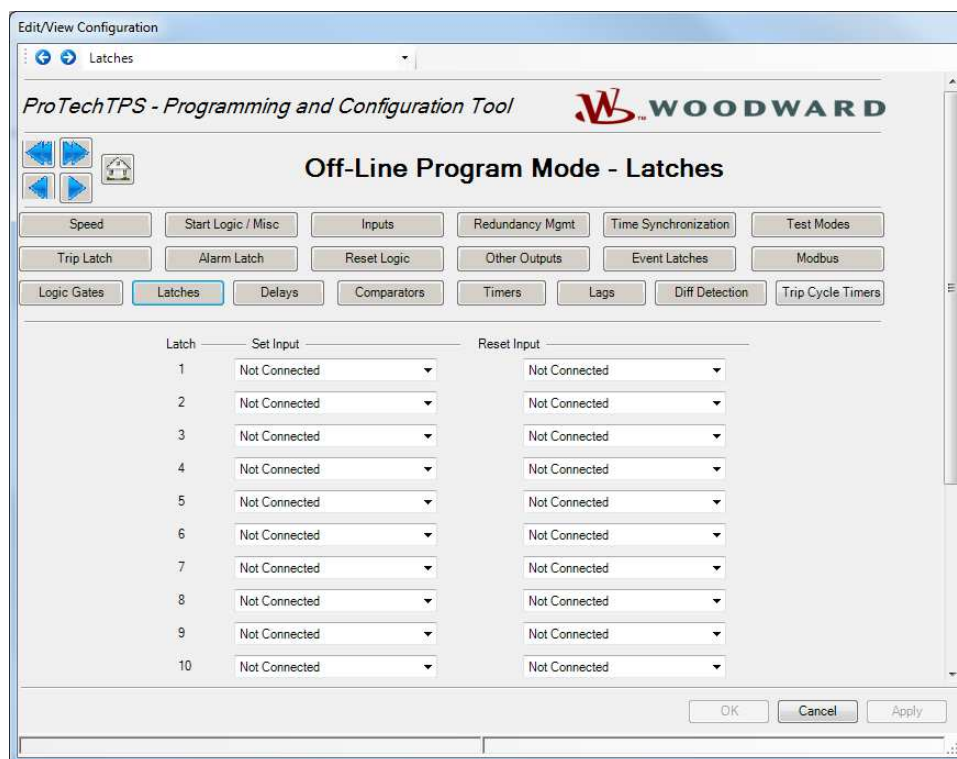 Edit/View Configuration
Latches
ProTechTPS - Programming and Configuration Tool
WOODWARD
Off-Line Program Mode - Latches
Speed Start Logic / Misc Inputs Redundancy Mgmt Time Synchronization Test Modes
Trip Latch Alarm Latch Reset Logic Other Outputs Event Latches Modbus
Logic Gates Latches Delays Comparators Timers Lags Diff Detection Trip Cycle Timers
Latch Set Input Reset Input
1 Not Connected Not Connected
2 Not Connected Not Connected
3 Not Connected Not Connected
4 Not Connected Not Connected
5 Not Connected Not Connected
6 Not Connected Not Connected
7 Not Connected Not Connected
8 Not Connected Not Connected
9 Not Connected Not Connected
10 Not Connected Not Connected
OK Cancel Apply